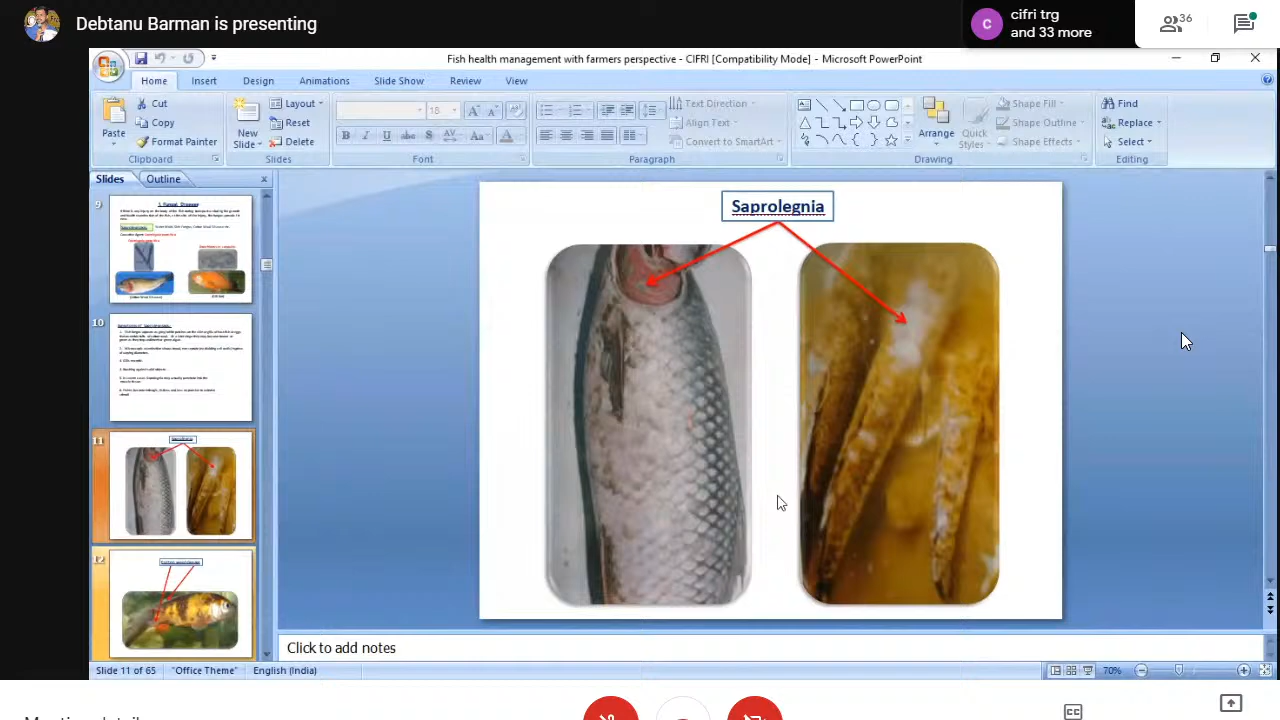 Debtanu Barman is presenting
cifri trg
and 33 more
36
Fish health management with farmers perspective - CIFRI [Compatibility Mode] - Microsoft PowerPoint
Home Insert Design Animations Slide Show Review View
Paste
Cut
Copy
Format Painter
Clipboard
New
Slide
Layout
Reset
Delete
Slides
18
Font
Text Direction
Align Text
Convert to SmartArt
Paragraph
Arrange
Quick
Styles
Shape Fill
Shape Outline
Shape Effects
Drawing
Find
Replace
Select
Editing
Slides Outline
9
10
11
12
Saprolegnia
Click to add notes
Slide 11 of 65 "Office Theme" English (India) 70%
CC